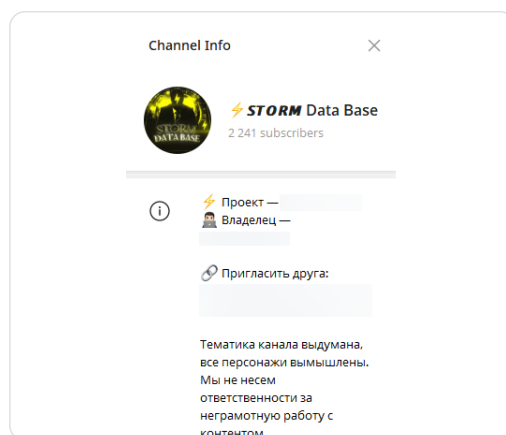 Channel Info
STORM
DATA BASE
⚡ STORM Data Base
2 241 subscribers
⚡ Проект —
👨🏻‍💻 Владелец —
🔗 Пригласить друга:
Тематика канала выдумана,
все персонажи вымышлены.
Мы не несем
ответственности за
неграмотную работу с
контентом